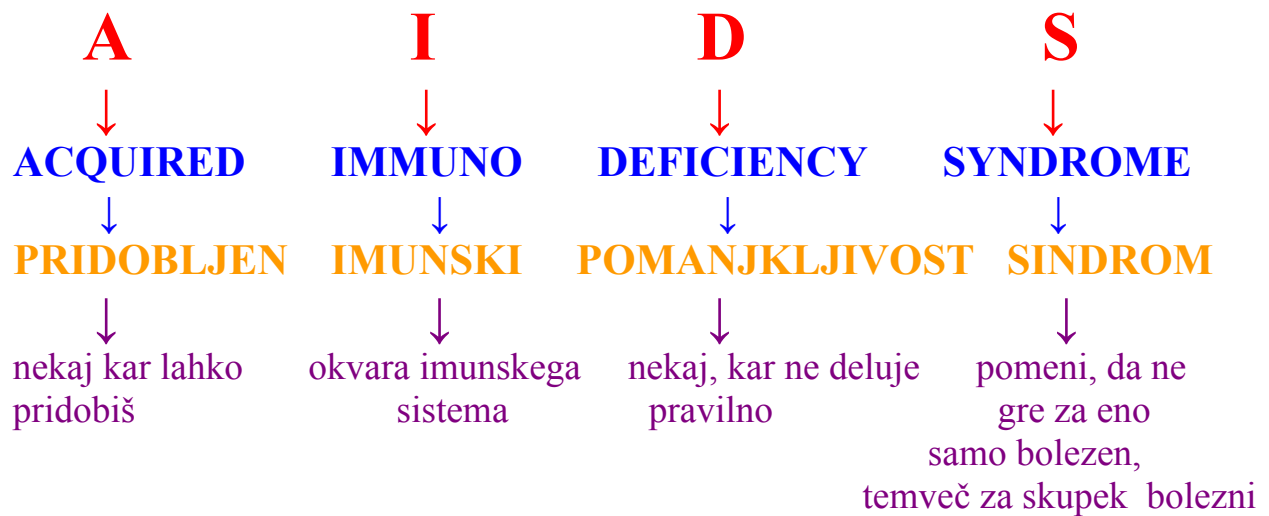 A I D S
↓ ↓ ↓ ↓
ACQUIRED IMMUNO DEFICIENCY SYNDROME
↓ ↓ ↓ ↓
PRIDOBLJEN IMUNSKI POMANJKLJIVOST SINDROM
↓ ↓ ↓ ↓
nekaj kar lahko okvara imunskega nekaj, kar ne deluje pomeni, da ne
pridobiš sistema pravilno gre za eno
samo bolezen,
temveč za skupek bolezni